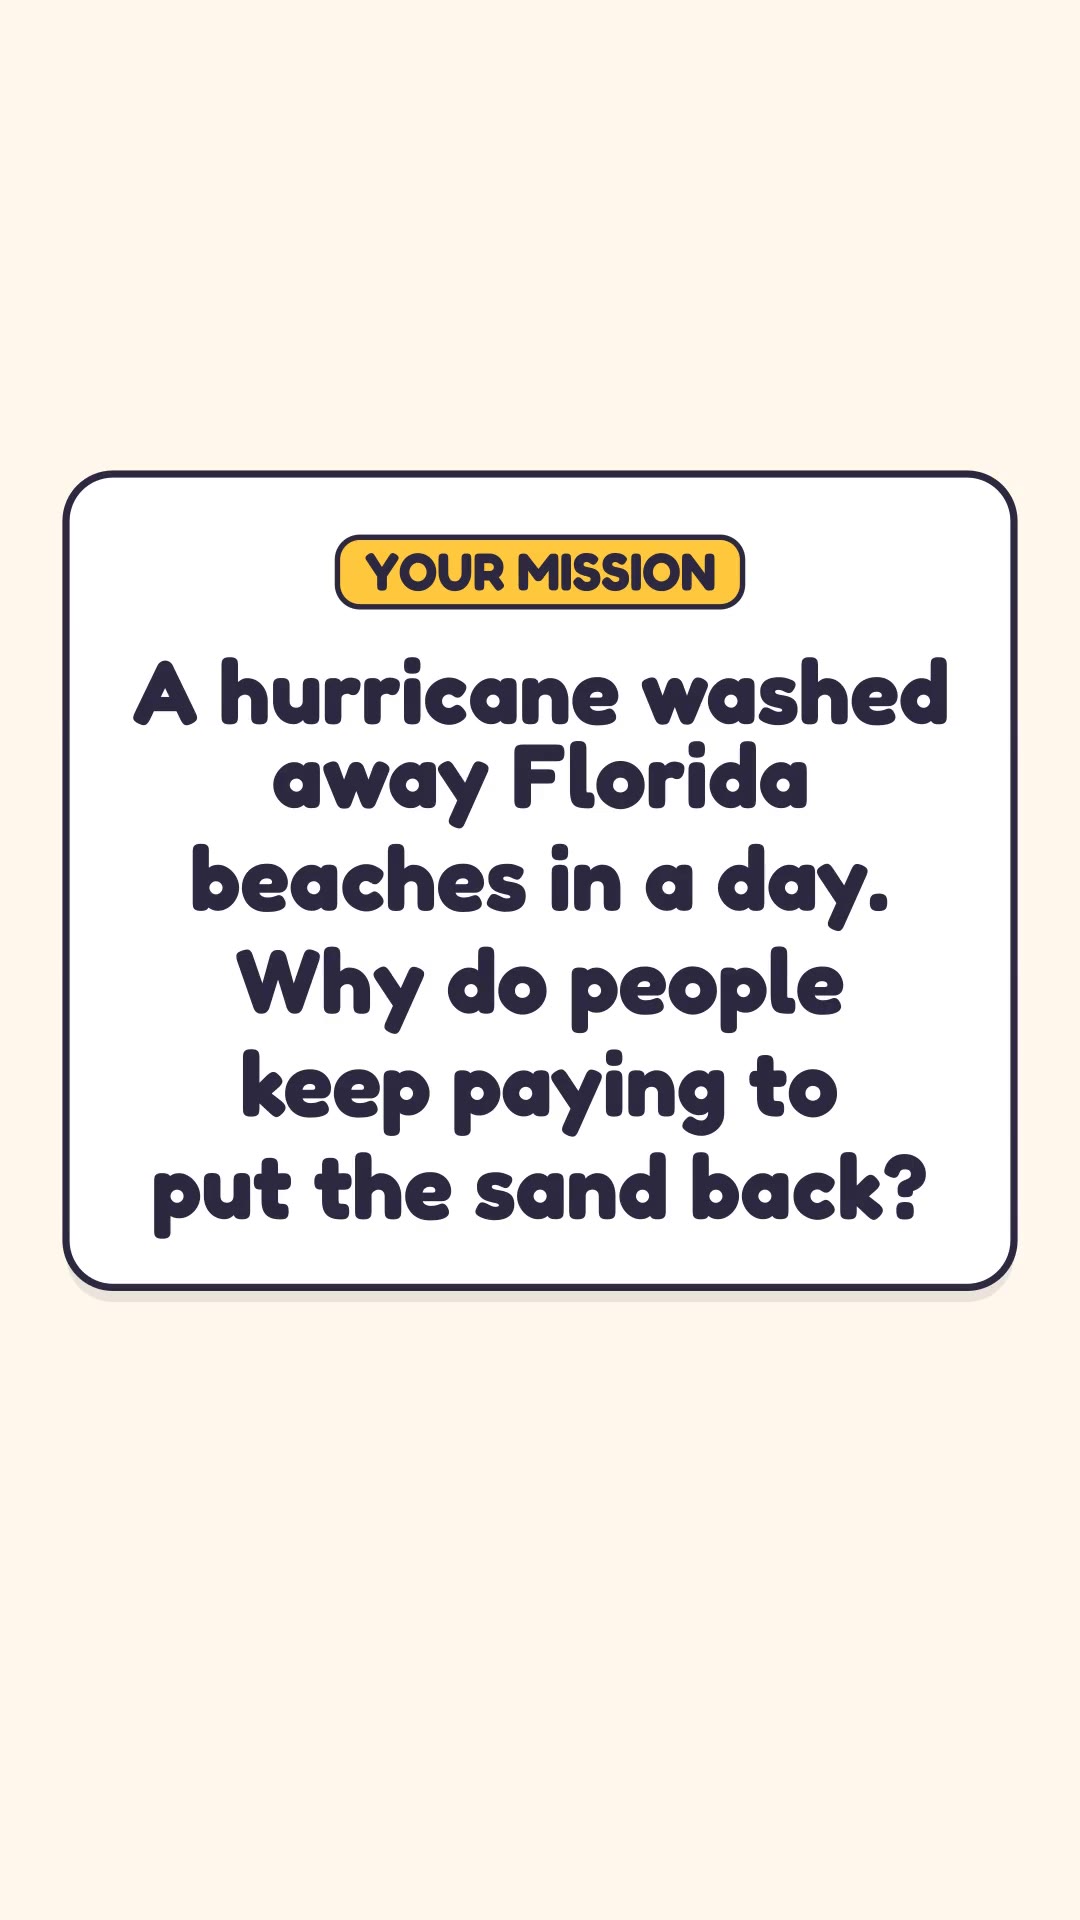 YOUR MISSION
A hurricane washed
away Florida
beaches in a day.
Why do people
keep paying to
put the sand back?